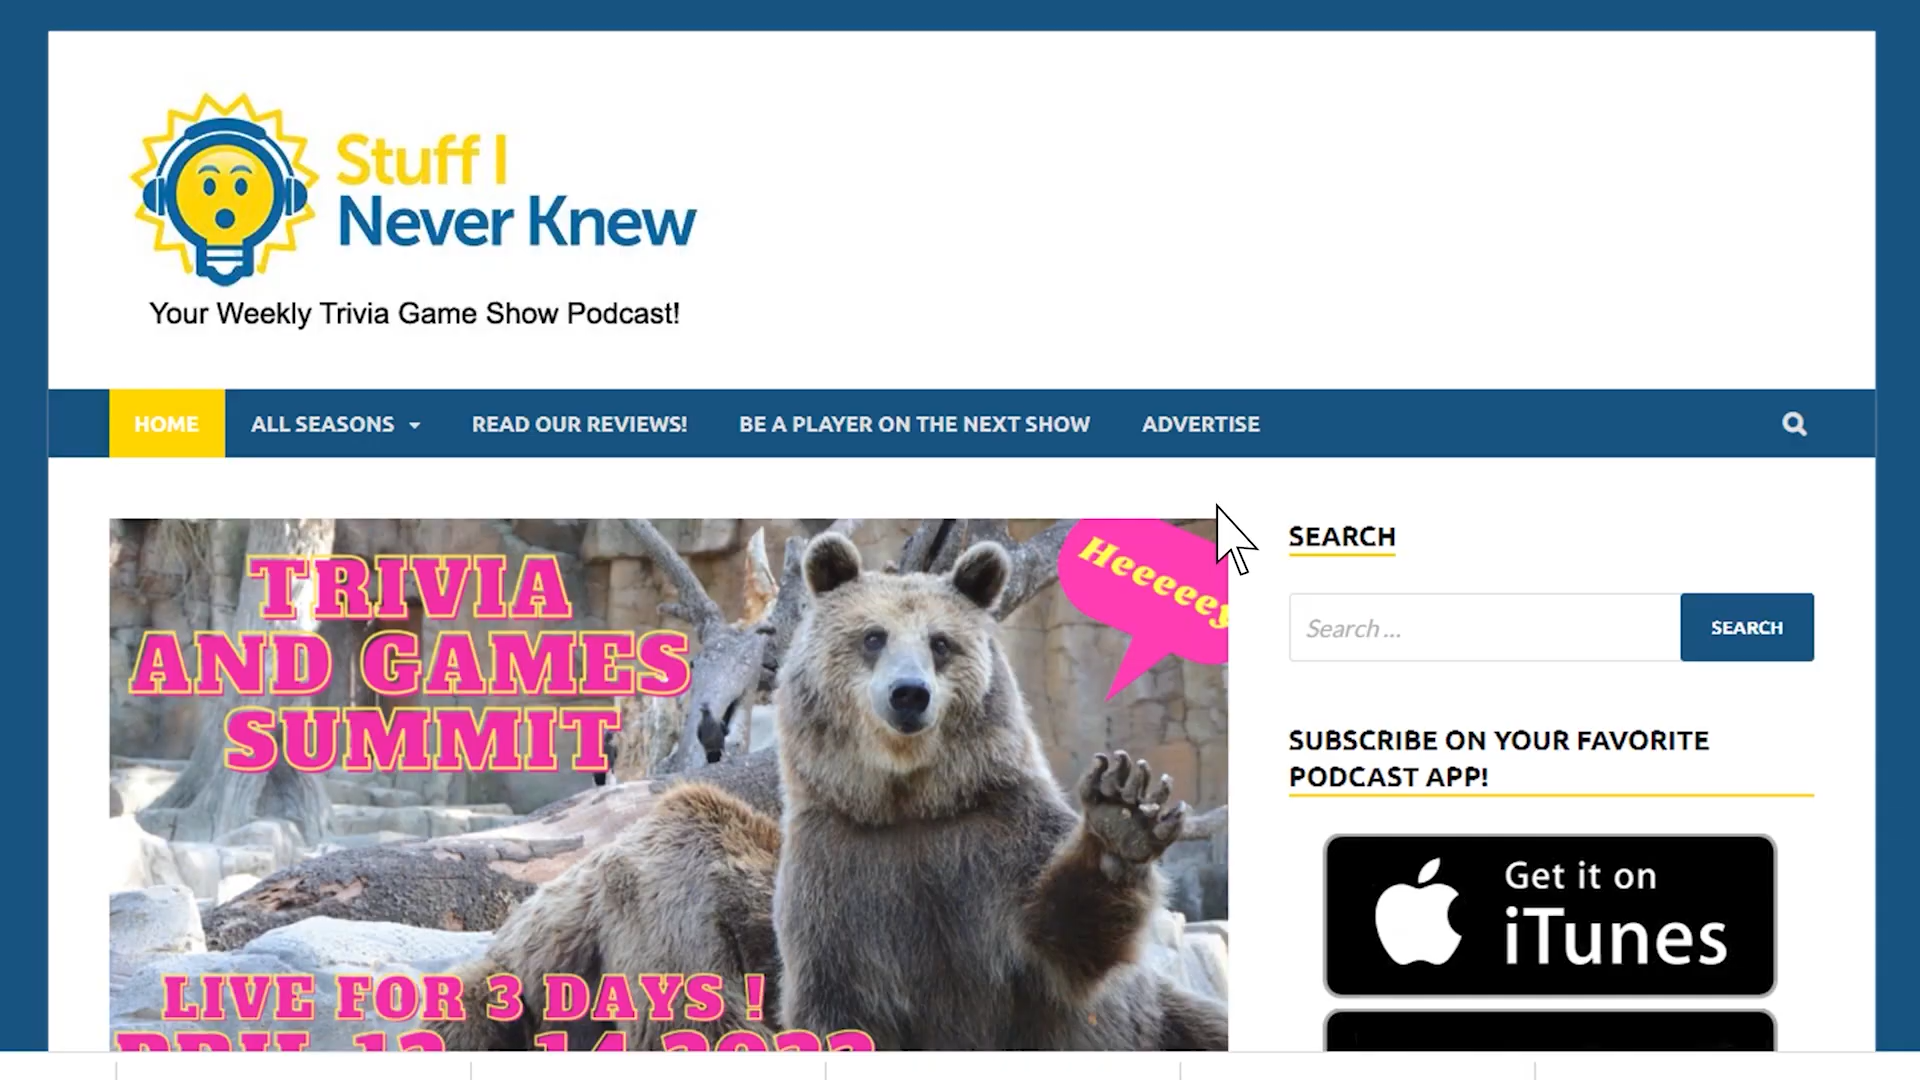 Stuff I
Never Knew
Your Weekly Trivia Game Show Podcast!
HOME
ALL SEASONS
READ OUR REVIEWS!
BE A PLAYER ON THE NEXT SHOW
ADVERTISE
TRIVIA
AND GAMES
SUMMIT
Heeeeey
LIVE FOR 3 DAYS !
SEARCH
Search ...
SEARCH
SUBSCRIBE ON YOUR FAVORITE
PODCAST APP!
Get it on
iTunes